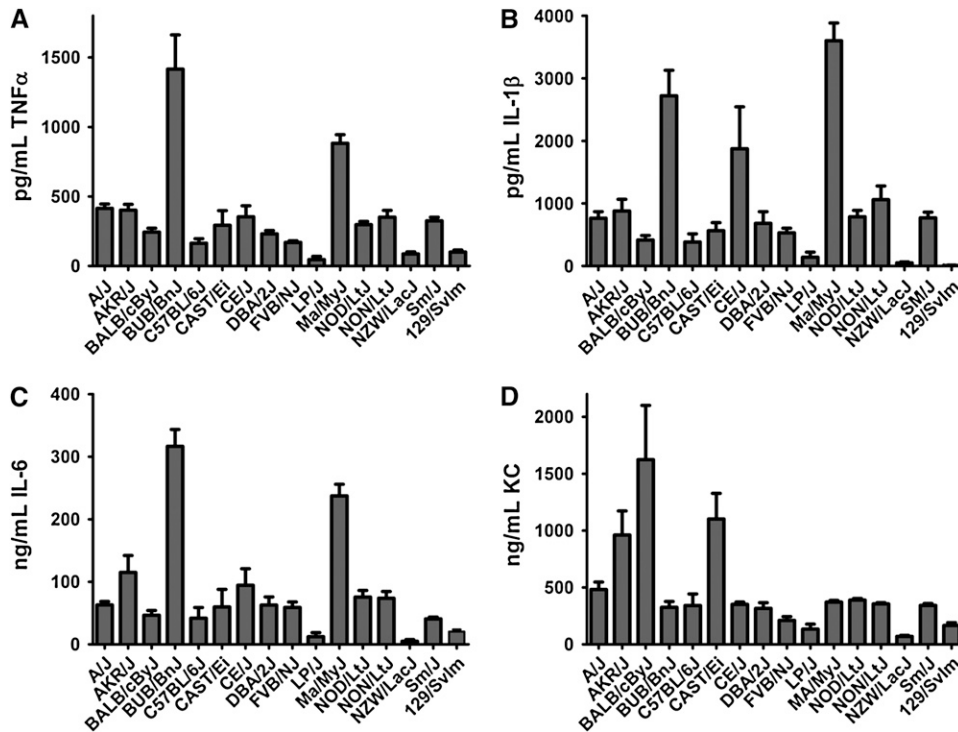 A
pg/mL TNFα
1500
1000
500
0
A/J
AKR/J
BALB/cByJ
BUB/BnJ
C57BL/6J
CAST/Ei
CE/J
DBA/2J
FVB/NJ
LP/J
Ma/MyJ
NOD/LtJ
NON/LtJ
NZW/LacJ
Sm/J
129/SvIm
B
pg/mL IL-1β
4000
3000
2000
1000
0
A/J
AKR/J
BALB/cByJ
BUB/BnJ
C57BL/6J
CAST/Ei
CE/J
DBA/2J
FVB/NJ
LP/J
Ma/MyJ
NOD/LtJ
NON/LtJ
NZW/LacJ
SM/J
129/SvIm
C
ng/mL IL-6
400
300
200
100
0
A/J
AKR/J
BALB/cByJ
BUB/BnJ
C57BL/6J
CAST/Ei
CE/J
DBA/2J
FVB/NJ
LP/J
Ma/MyJ
NOD/LtJ
NON/LtJ
NZW/LacJ
Sm/J
129/SvIm
D
ng/mL KC
2000
1500
1000
500
0
A/J
AKR/J
BALB/cByJ
BUB/BnJ
C57BL/6J
CAST/Ei
CE/J
DBA/2J
FVB/NJ
LP/J
MA/MyJ
NOD/LtJ
NON/LtJ
NZW/LacJ
Sm/J
129/SvIm